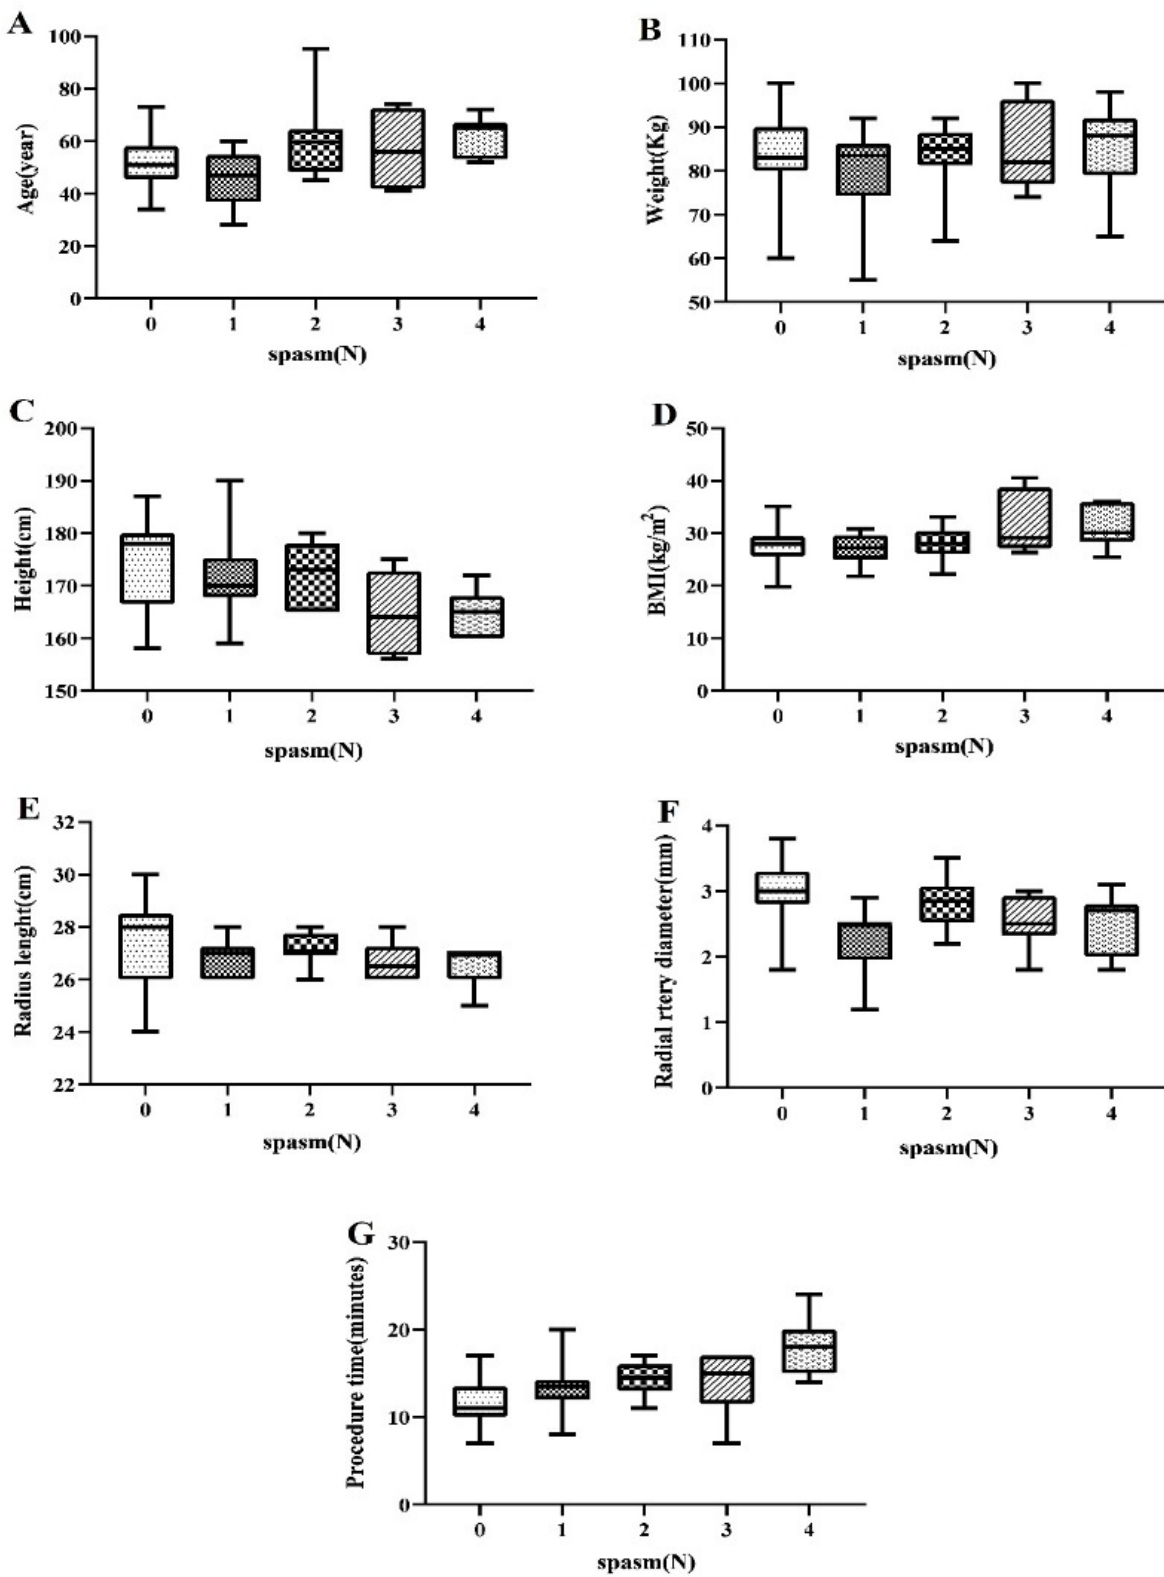 A
Age(year)
100
80
60
40
20
0
0 1 2 3 4
spasm(N)
B
Weight(Kg)
110
100
90
80
70
60
50
0 1 2 3 4
spasm(N)
C
Height(cm)
200
190
180
170
160
150
0 1 2 3 4
spasm(N)
D
BMI(kg/m²)
50
40
30
20
10
0
0 1 2 3 4
spasm(N)
E
Radius lenght(cm)
32
30
28
26
24
22
0 1 2 3 4
spasm(N)
F
Radial rtery diameter(mm)
4
3
2
1
0
0 1 2 3 4
spasm(N)
G
Procedure time(minutes)
30
20
10
0
0 1 2 3 4
spasm(N)